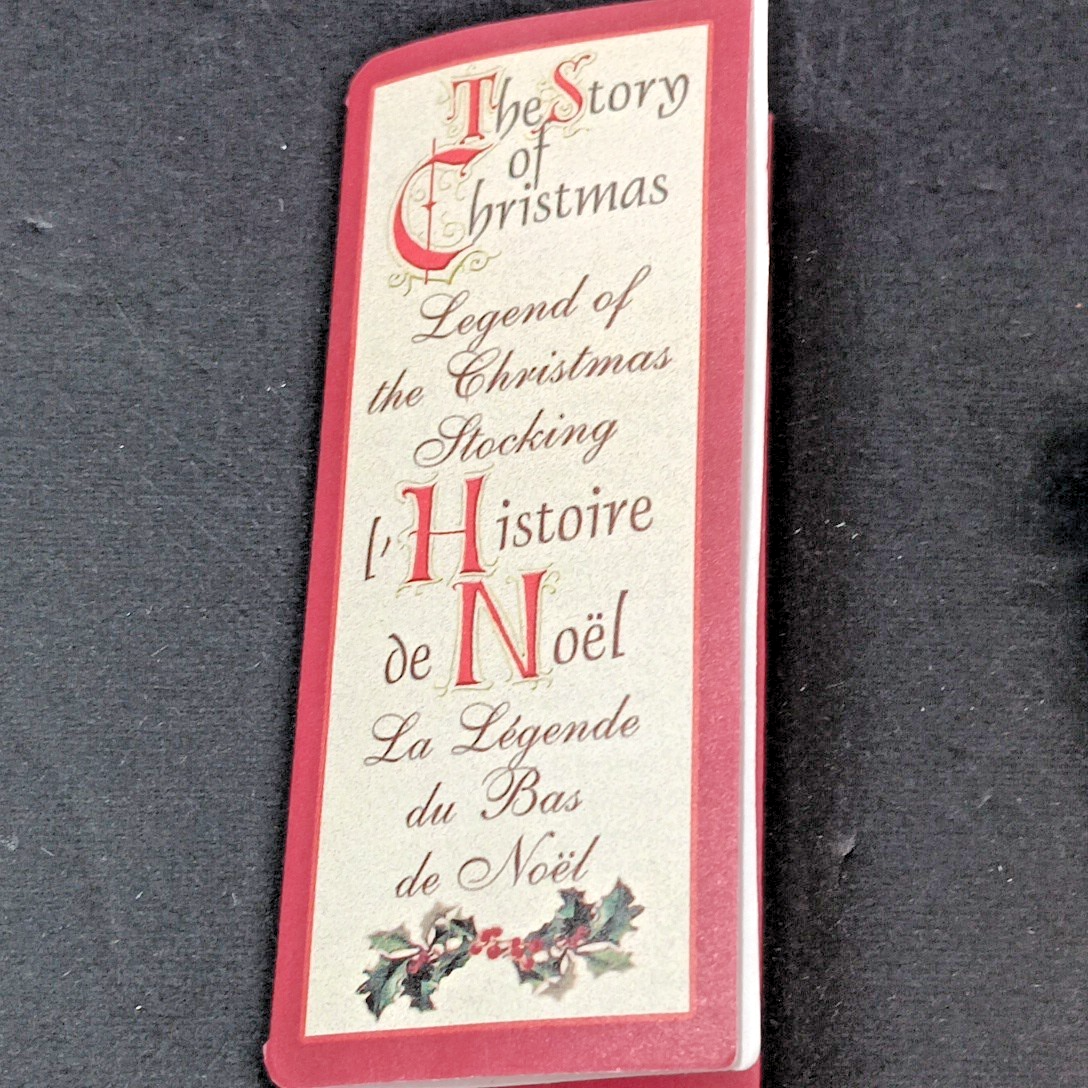 The Story
of
Christmas
Legend of
the Christmas
Stocking
l'Histoire
de Noël
La Légende
du Bas
de Noël